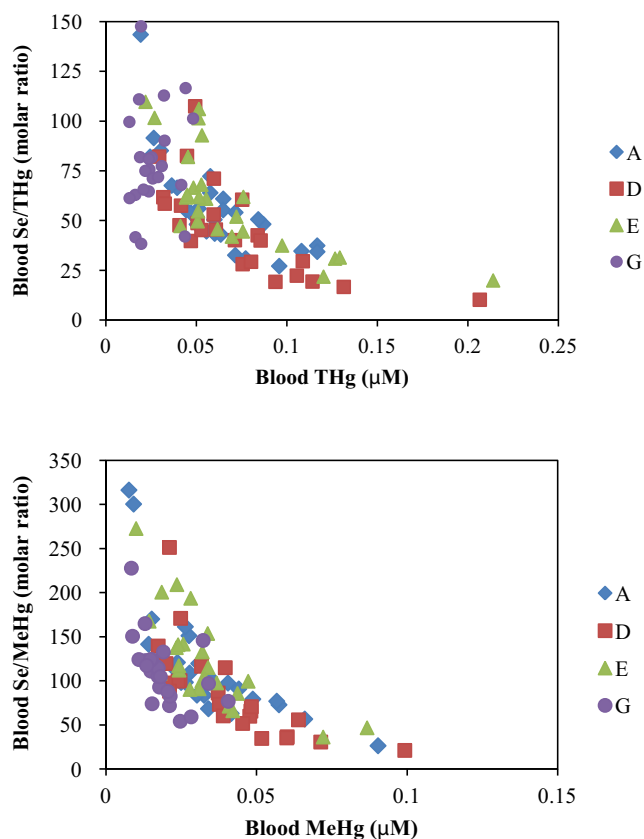 Blood Se/THg (molar ratio)
150
125
100
75
50
25
0
0
0.05
0.1
0.15
0.2
0.25
Blood THg (μM)
A
D
E
G
Blood Se/MeHg (molar ratio)
350
300
250
200
150
100
50
0
0
0.05
0.1
0.15
Blood MeHg (μM)
A
D
E
G